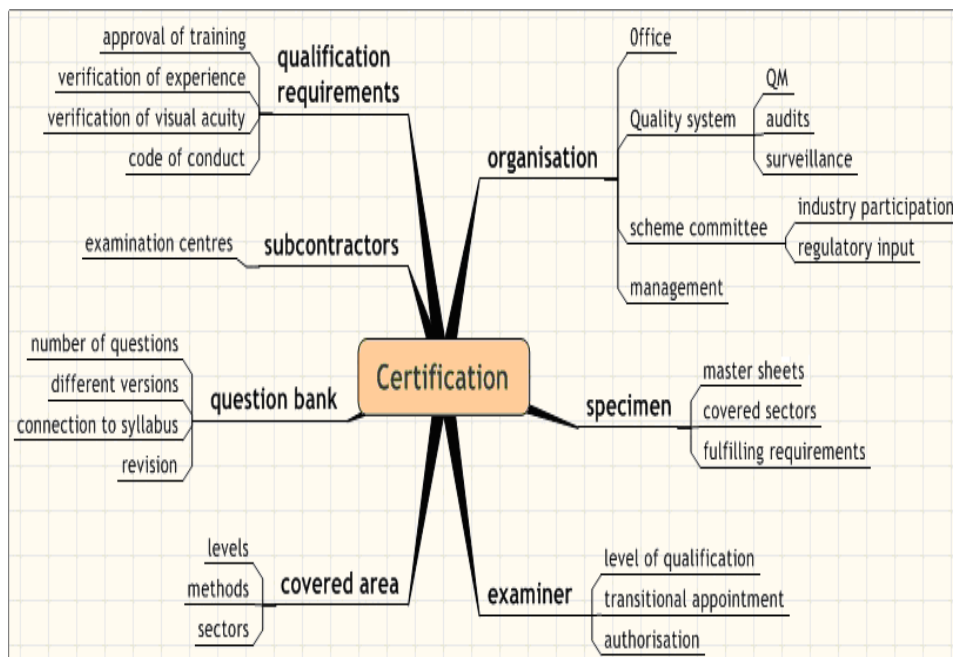 Certification
qualification
requirements
approval of training
verification of experience
verification of visual acuity
code of conduct
subcontractors
examination centres
question bank
number of questions
different versions
connection to syllabus
revision
covered area
levels
methods
sectors
organisation
Office
Quality system
QM
audits
surveillance
scheme committee
industry participation
regulatory input
management
specimen
master sheets
covered sectors
fulfilling requirements
examiner
level of qualification
transitional appointment
authorisation